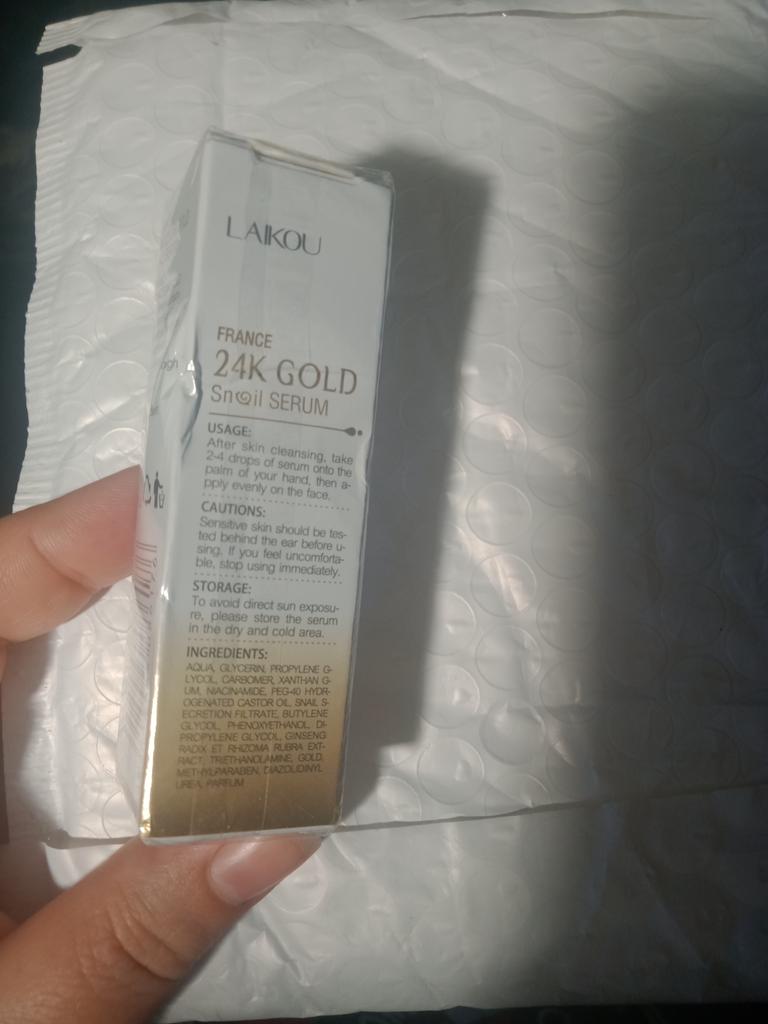 LAIKOU
FRANCE
24K GOLD
Snail SERUM
USAGE:
After skin cleansing, take
2-4 drops of serum onto the
palm of your hand, then a-
pply evenly on the face.
CAUTIONS:
Sensitive skin should be tes-
ted behind the ear before u-
sing. If you feel uncomforta-
ble, stop using immediately.
STORAGE:
To avoid direct sun exposu-
re, please store the serum
in the dry and cold area.
INGREDIENTS:
AQUA, GLYCERIN, PROPYLENE G-
LYCOL, CARBOMER, XANTHAN G-
UM, NIACINAMIDE, PEG-40 HYDR-
OGENATED CASTOR OIL, SNAIL S-
ECRETION FILTRATE, BUTYLENE
GLYCOL, PHENOXYETHANOL, DI-
PROPYLENE GLYCOL, GINSENG
RADIX ET RHIZOMA RUBRA EXT-
RACT, TRIETHANOLAMINE, GOLD,
METHYLPARABEN, DIAZOLIDINYL
UREA, PARFUM